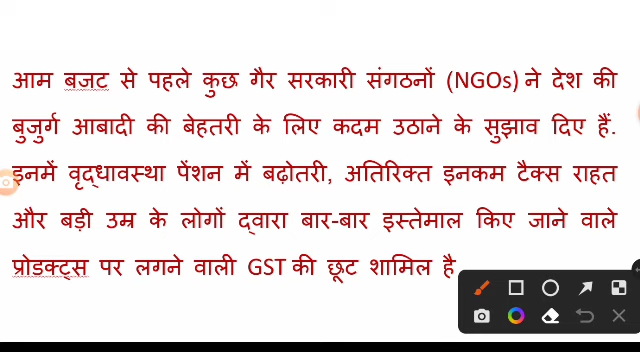 आम बजट से पहले कुछ गैर सरकारी संगठनों (NGOs) ने देश की
बुजुर्ग आबादी की बेहतरी के लिए कदम उठाने के सुझाव दिए हैं.
इनमें वृद्धावस्था पेंशन में बढ़ोतरी, अतिरिक्त इनकम टैक्स राहत
और बड़ी उम्र के लोगों द्वारा बार-बार इस्तेमाल किए जाने वाले
प्रोडक्ट्स पर लगने वाली GST की छूट शामिल है